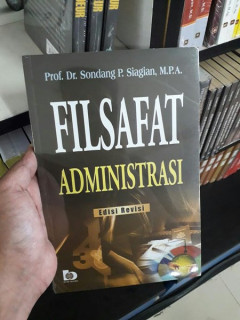 Prof. Dr. Sondang P. Siagian, M.P.A.
FILSAFAT
ADMINISTRASI
Edisi Revisi